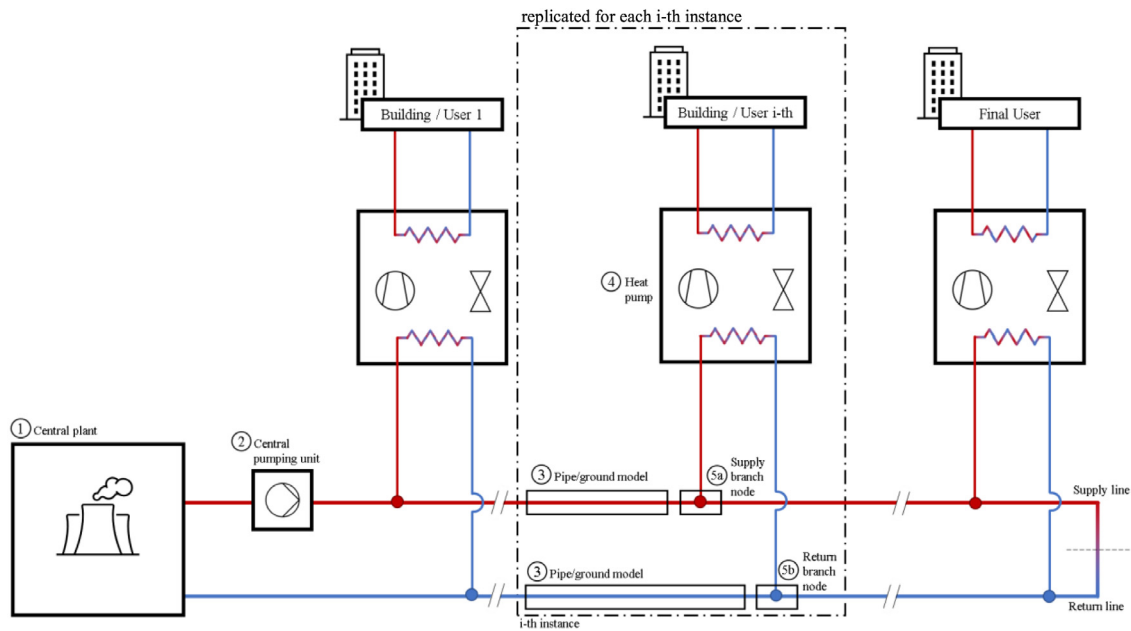 replicated for each i-th instance
Building / User 1
Building / User i-th
Final User
4 Heat
pump
1 Central plant
2 Central
pumping unit
3 Pipe/ground model
5a Supply
branch
node
Supply line
3 Pipe/ground model
5b Return
branch
node
Return line
i-th instance